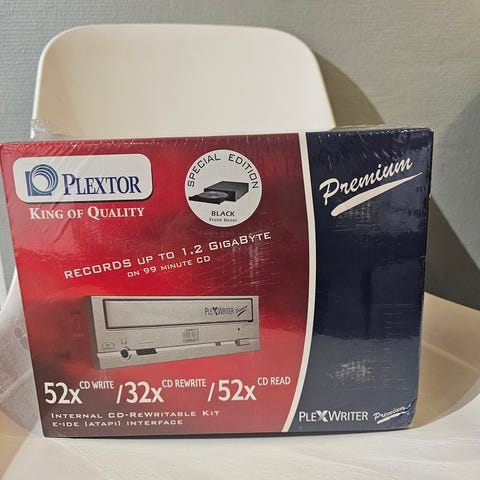 PLEXTOR
KING OF QUALITY
SPECIAL EDITION
BLACK
Front Bezel
Premium
RECORDS UP TO 1.2 GIGABYTE
ON 99 MINUTE CD
PLEXWRITER Premium
52x CD WRITE / 32x CD REWRITE / 52x CD READ
INTERNAL CD-REWRITABLE KIT
E-IDE (ATAPI) INTERFACE
PLEXWRITER Premium